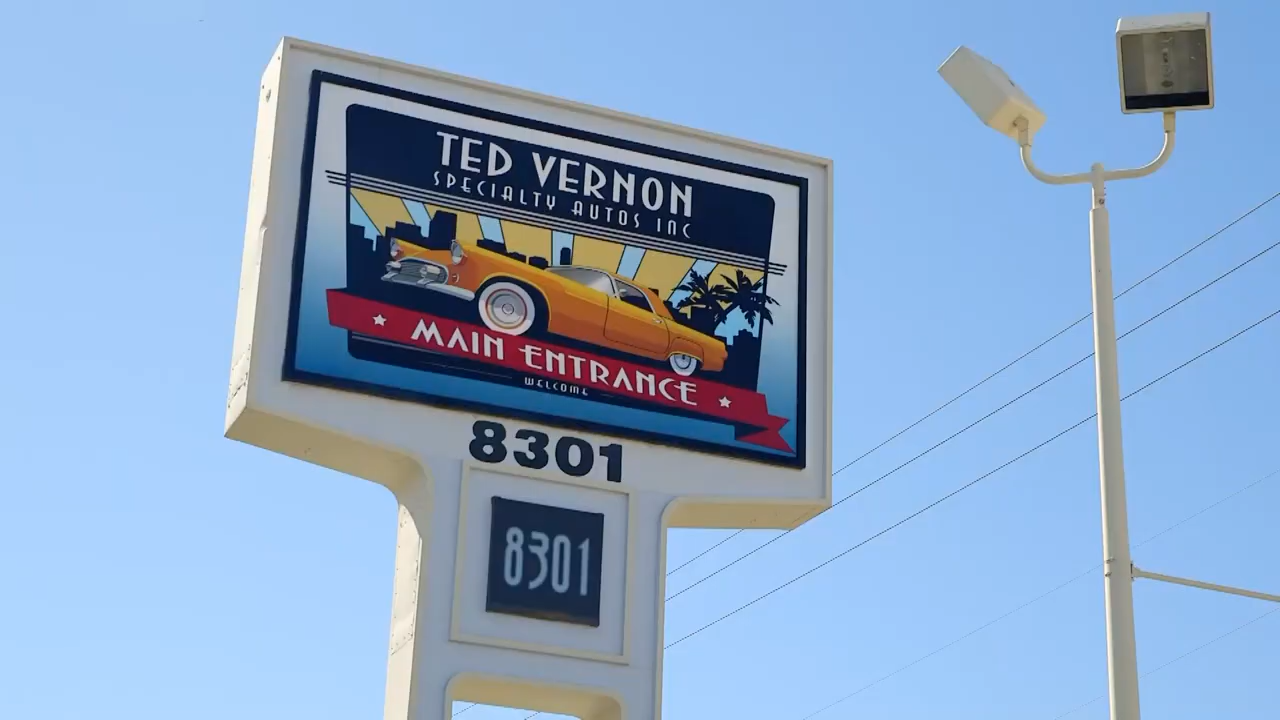 TED VERNON
SPECIALTY AUTOS INC
MAIN ENTRANCE
WELCOME
8301
8301